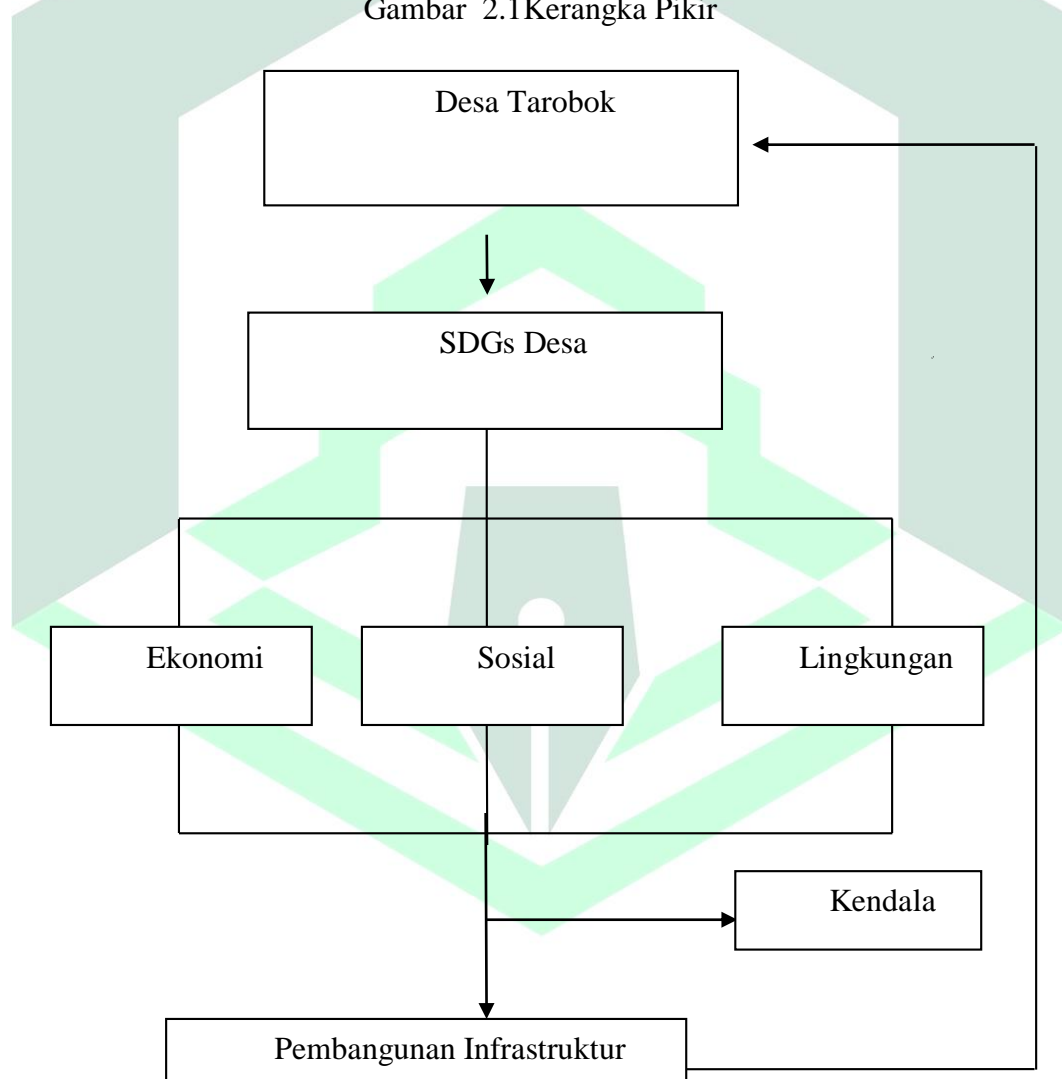 Gambar 2.1Kerangka Pikir
Desa Tarobok
SDGs Desa
Ekonomi
Sosial
Lingkungan
Kendala
Pembangunan Infrastruktur